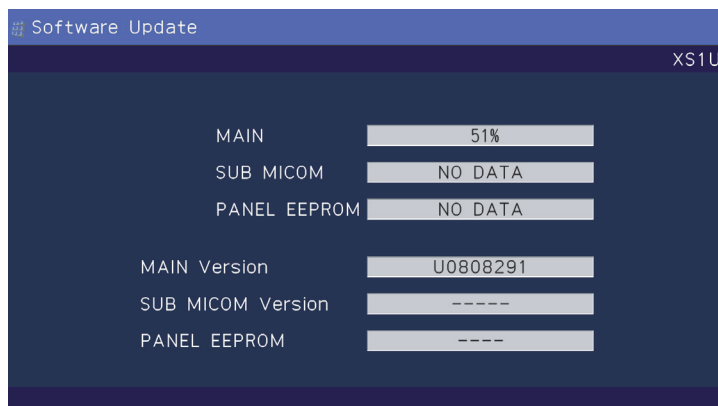 Software Update
XS1U
MAIN 51%
SUB MICOM NO DATA
PANEL EEPROM NO DATA
MAIN Version U0808291
SUB MICOM Version -----
PANEL EEPROM ----